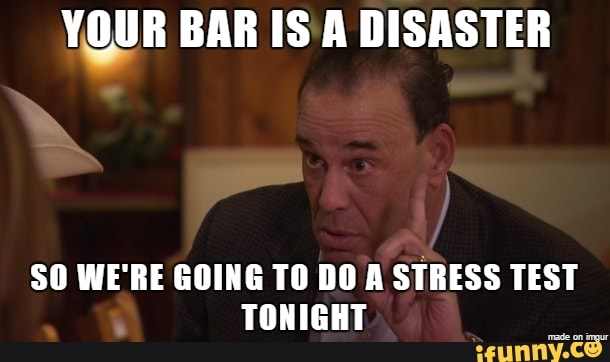 YOUR BAR IS A DISASTER
SO WE'RE GOING TO DO A STRESS TEST
TONIGHT
made on imgur
ifunny.co